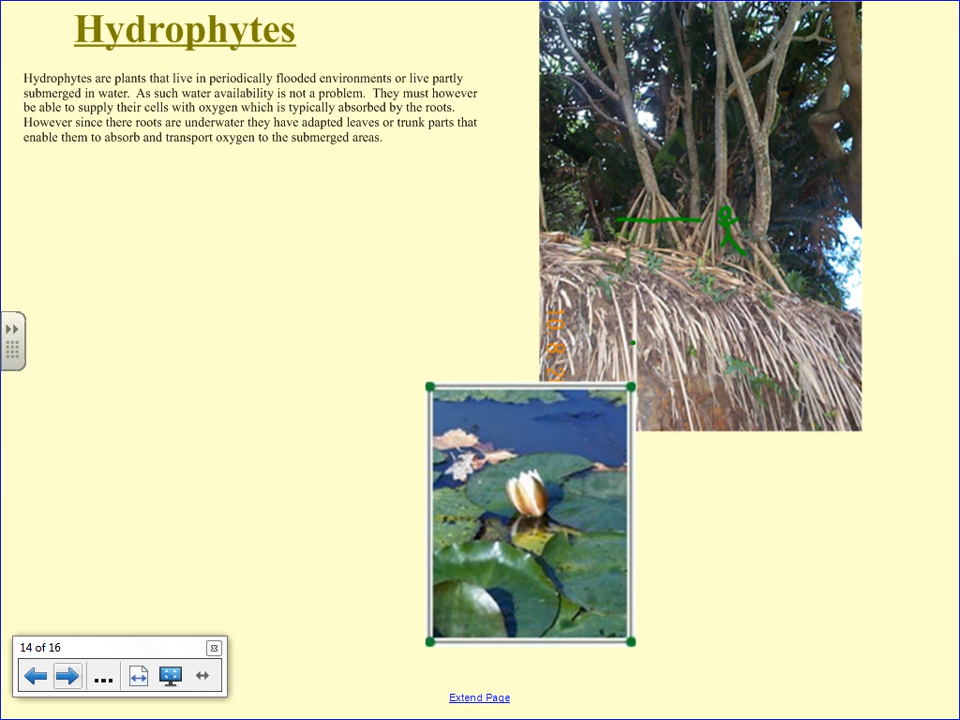 Hydrophytes
Hydrophytes are plants that live in periodically flooded environments or live partly
submerged in water.  As such water availability is not a problem.  They must however
be able to supply their cells with oxygen which is typically absorbed by the roots.
However since there roots are underwater they have adapted leaves or trunk parts that
enable them to absorb and transport oxygen to the submerged areas.
14 of 16
Extend Page